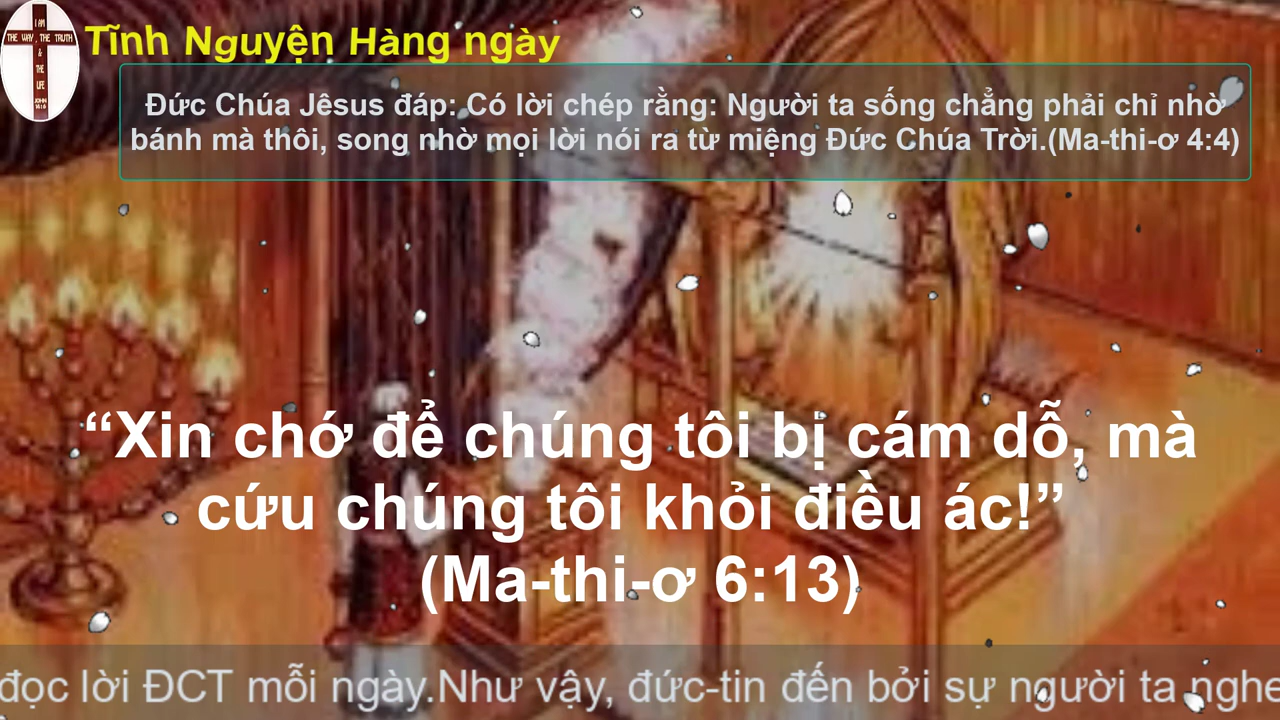 I AM
THE WAY, THE TRUTH
&
THE
LIFE
JOHN
14:6
Tĩnh Nguyện Hàng ngày
Đức Chúa Jêsus đáp: Có lời chép rằng: Người ta sống chẳng phải chỉ nhờ
bánh mà thôi, song nhờ mọi lời nói ra từ miệng Đức Chúa Trời.(Ma-thi-ơ 4:4)
“Xin chớ để chúng tôi bị cám dỗ, mà
cứu chúng tôi khỏi điều ác!”
(Ma-thi-ơ 6:13)
đọc lời ĐCT mỗi ngày.Như vậy, đức-tin đến bởi sự người ta nghe